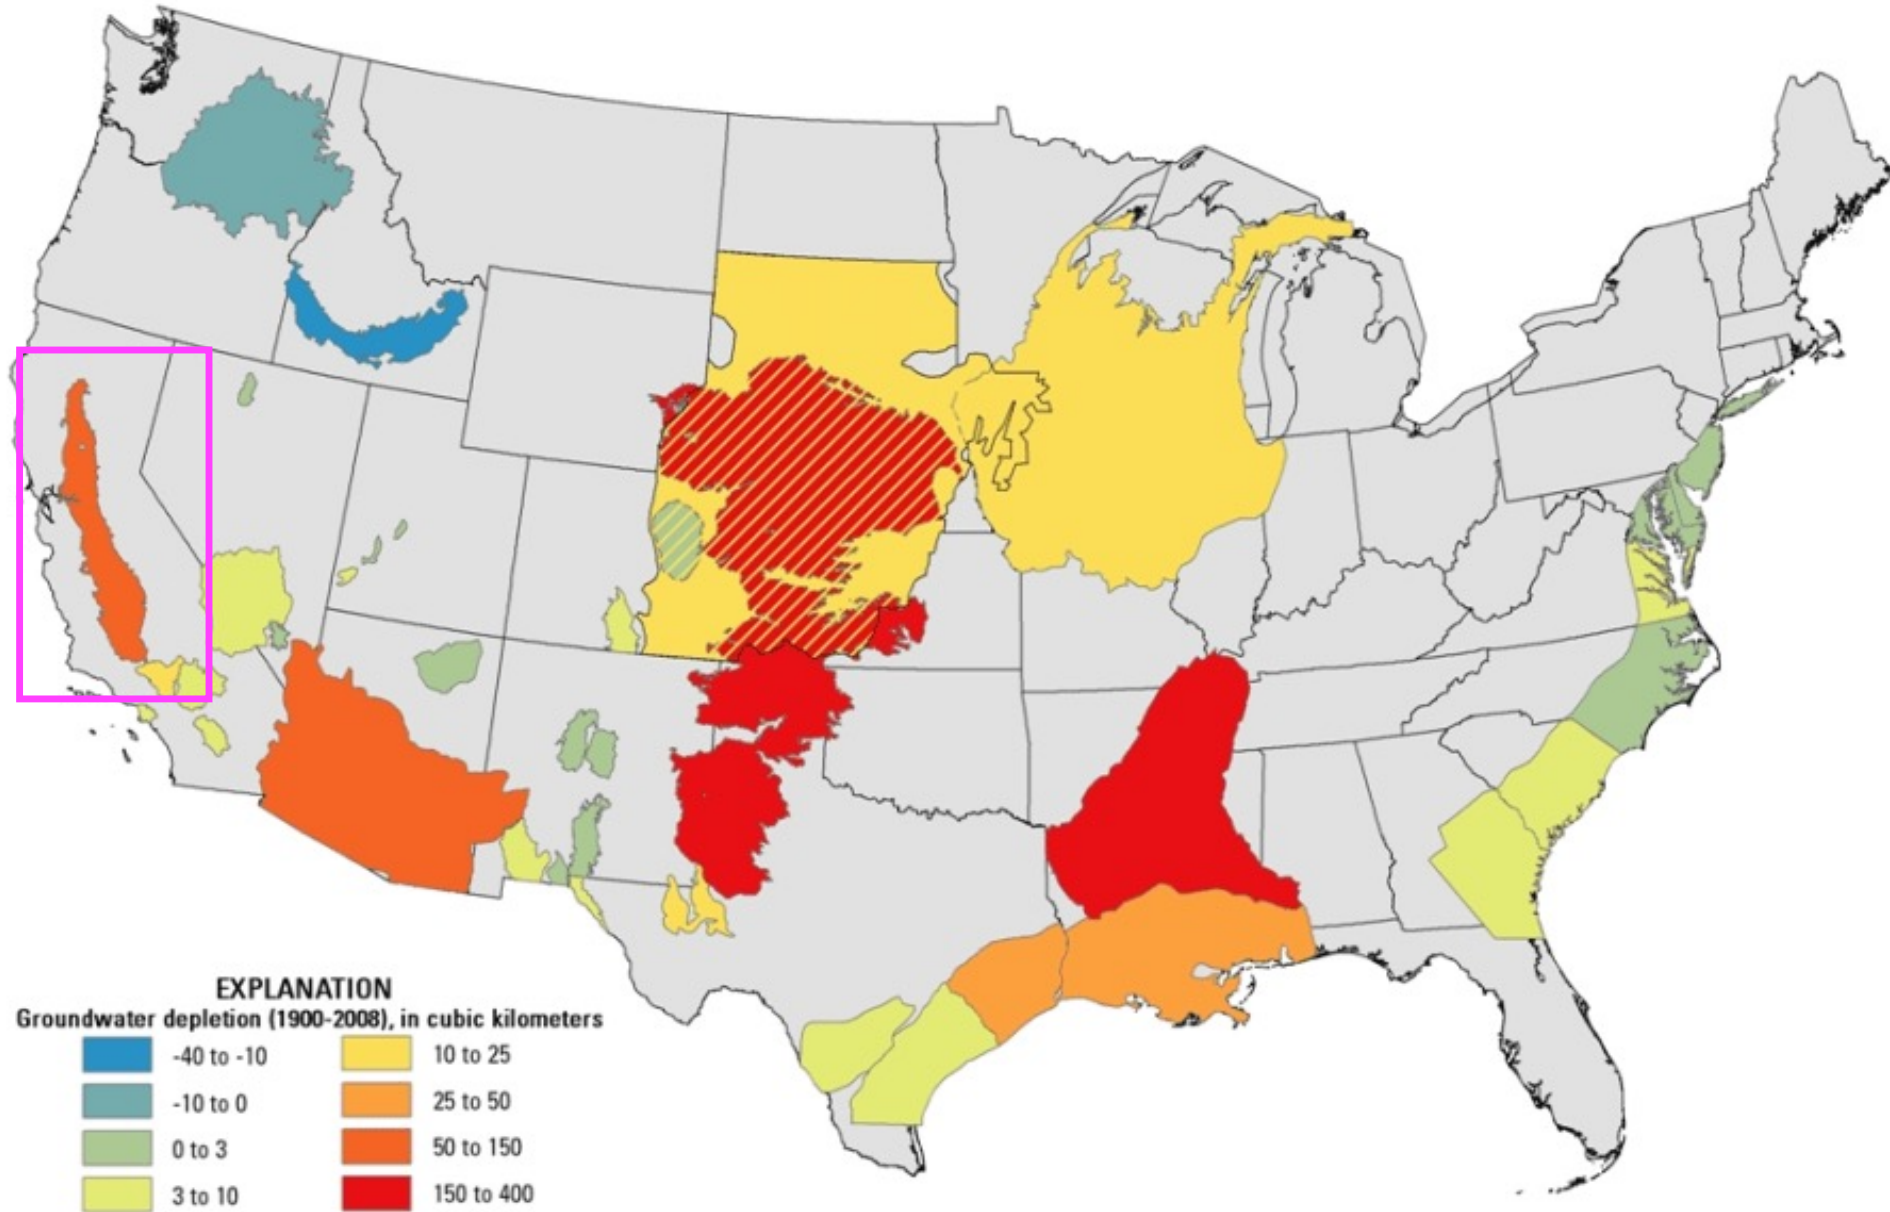 EXPLANATION
Groundwater depletion (1900-2008), in cubic kilometers
-40 to -10
-10 to 0
0 to 3
3 to 10
10 to 25
25 to 50
50 to 150
150 to 400